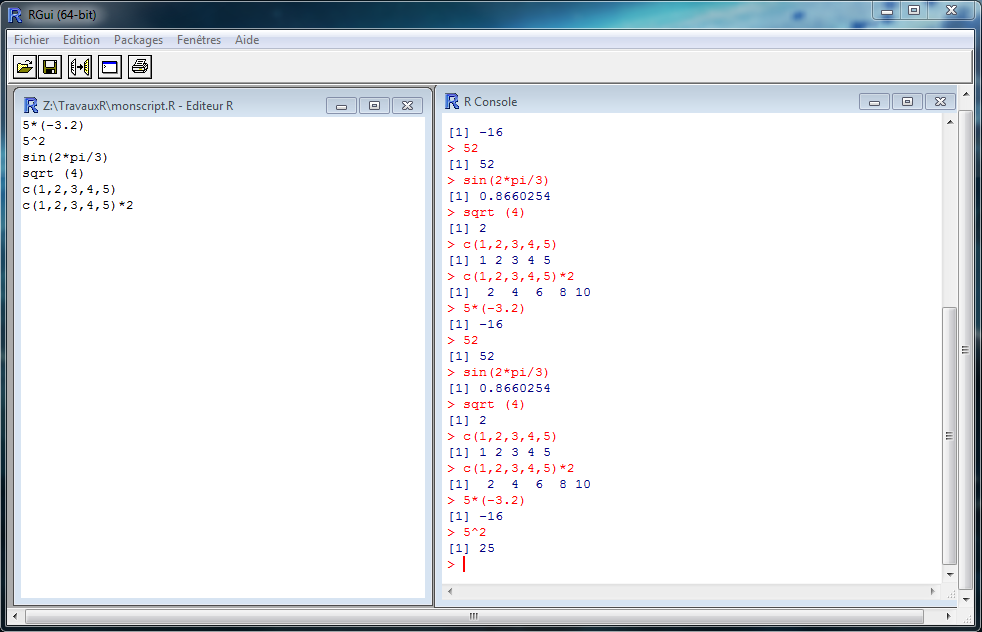 RGui (64-bit)
Fichier Edition Packages Fenêtres Aide
Z:\TravauxR\monscript.R - Editeur R
5*(-3.2)
5^2
sin(2*pi/3)
sqrt (4)
c(1,2,3,4,5)
c(1,2,3,4,5)*2
R Console
[1] -16
> 52
[1] 52
> sin(2*pi/3)
[1] 0.8660254
> sqrt (4)
[1] 2
> c(1,2,3,4,5)
[1] 1 2 3 4 5
> c(1,2,3,4,5)*2
[1]  2  4  6  8 10
> 5*(-3.2)
[1] -16
> 52
[1] 52
> sin(2*pi/3)
[1] 0.8660254
> sqrt (4)
[1] 2
> c(1,2,3,4,5)
[1] 1 2 3 4 5
> c(1,2,3,4,5)*2
[1]  2  4  6  8 10
> 5*(-3.2)
[1] -16
> 5^2
[1] 25
>